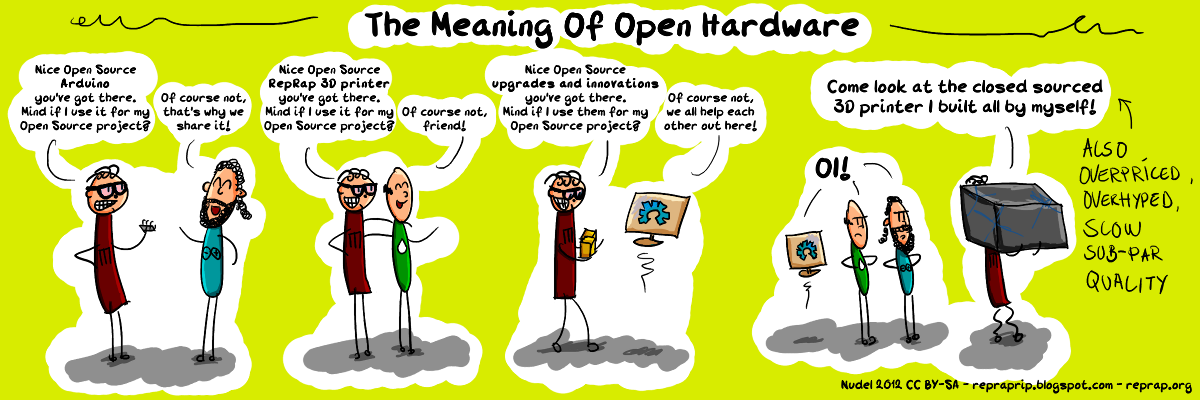 The Meaning Of Open Hardware
Nice Open Source
Arduino
you've got there.
Mind if I use it for my
Open Source project?
Of course not,
that's why we
share it!
Nice Open Source
RepRap 3D printer
you've got there.
Mind if I use it for my
Open Source project?
Of course not,
friend!
Nice Open Source
upgrades and innovations
you've got there.
Mind if I use them for my
Open Source project?
Of course not,
we all help each
other out here!
OI!
Come look at the closed sourced
3D printer I built all by myself!
ALSO
OVERPRICED,
OVERHYPED,
SLOW
SUB-PAR
QUALITY
Nudel 2012 CC BY-SA - repraprip.blogspot.com - reprap.org